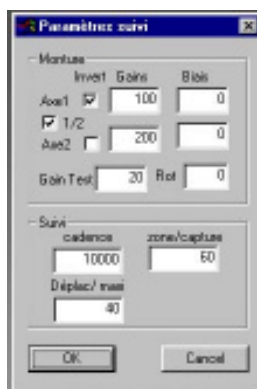 Paramètres suivi
Monture
Invert Gains Biais
Axe1 100 0
1/2
Axe2 200 0
Gain Test 20 Rot 0
Suivi
cadence zone/capture
10000 60
Déplac/ maxi
40
OK Cancel